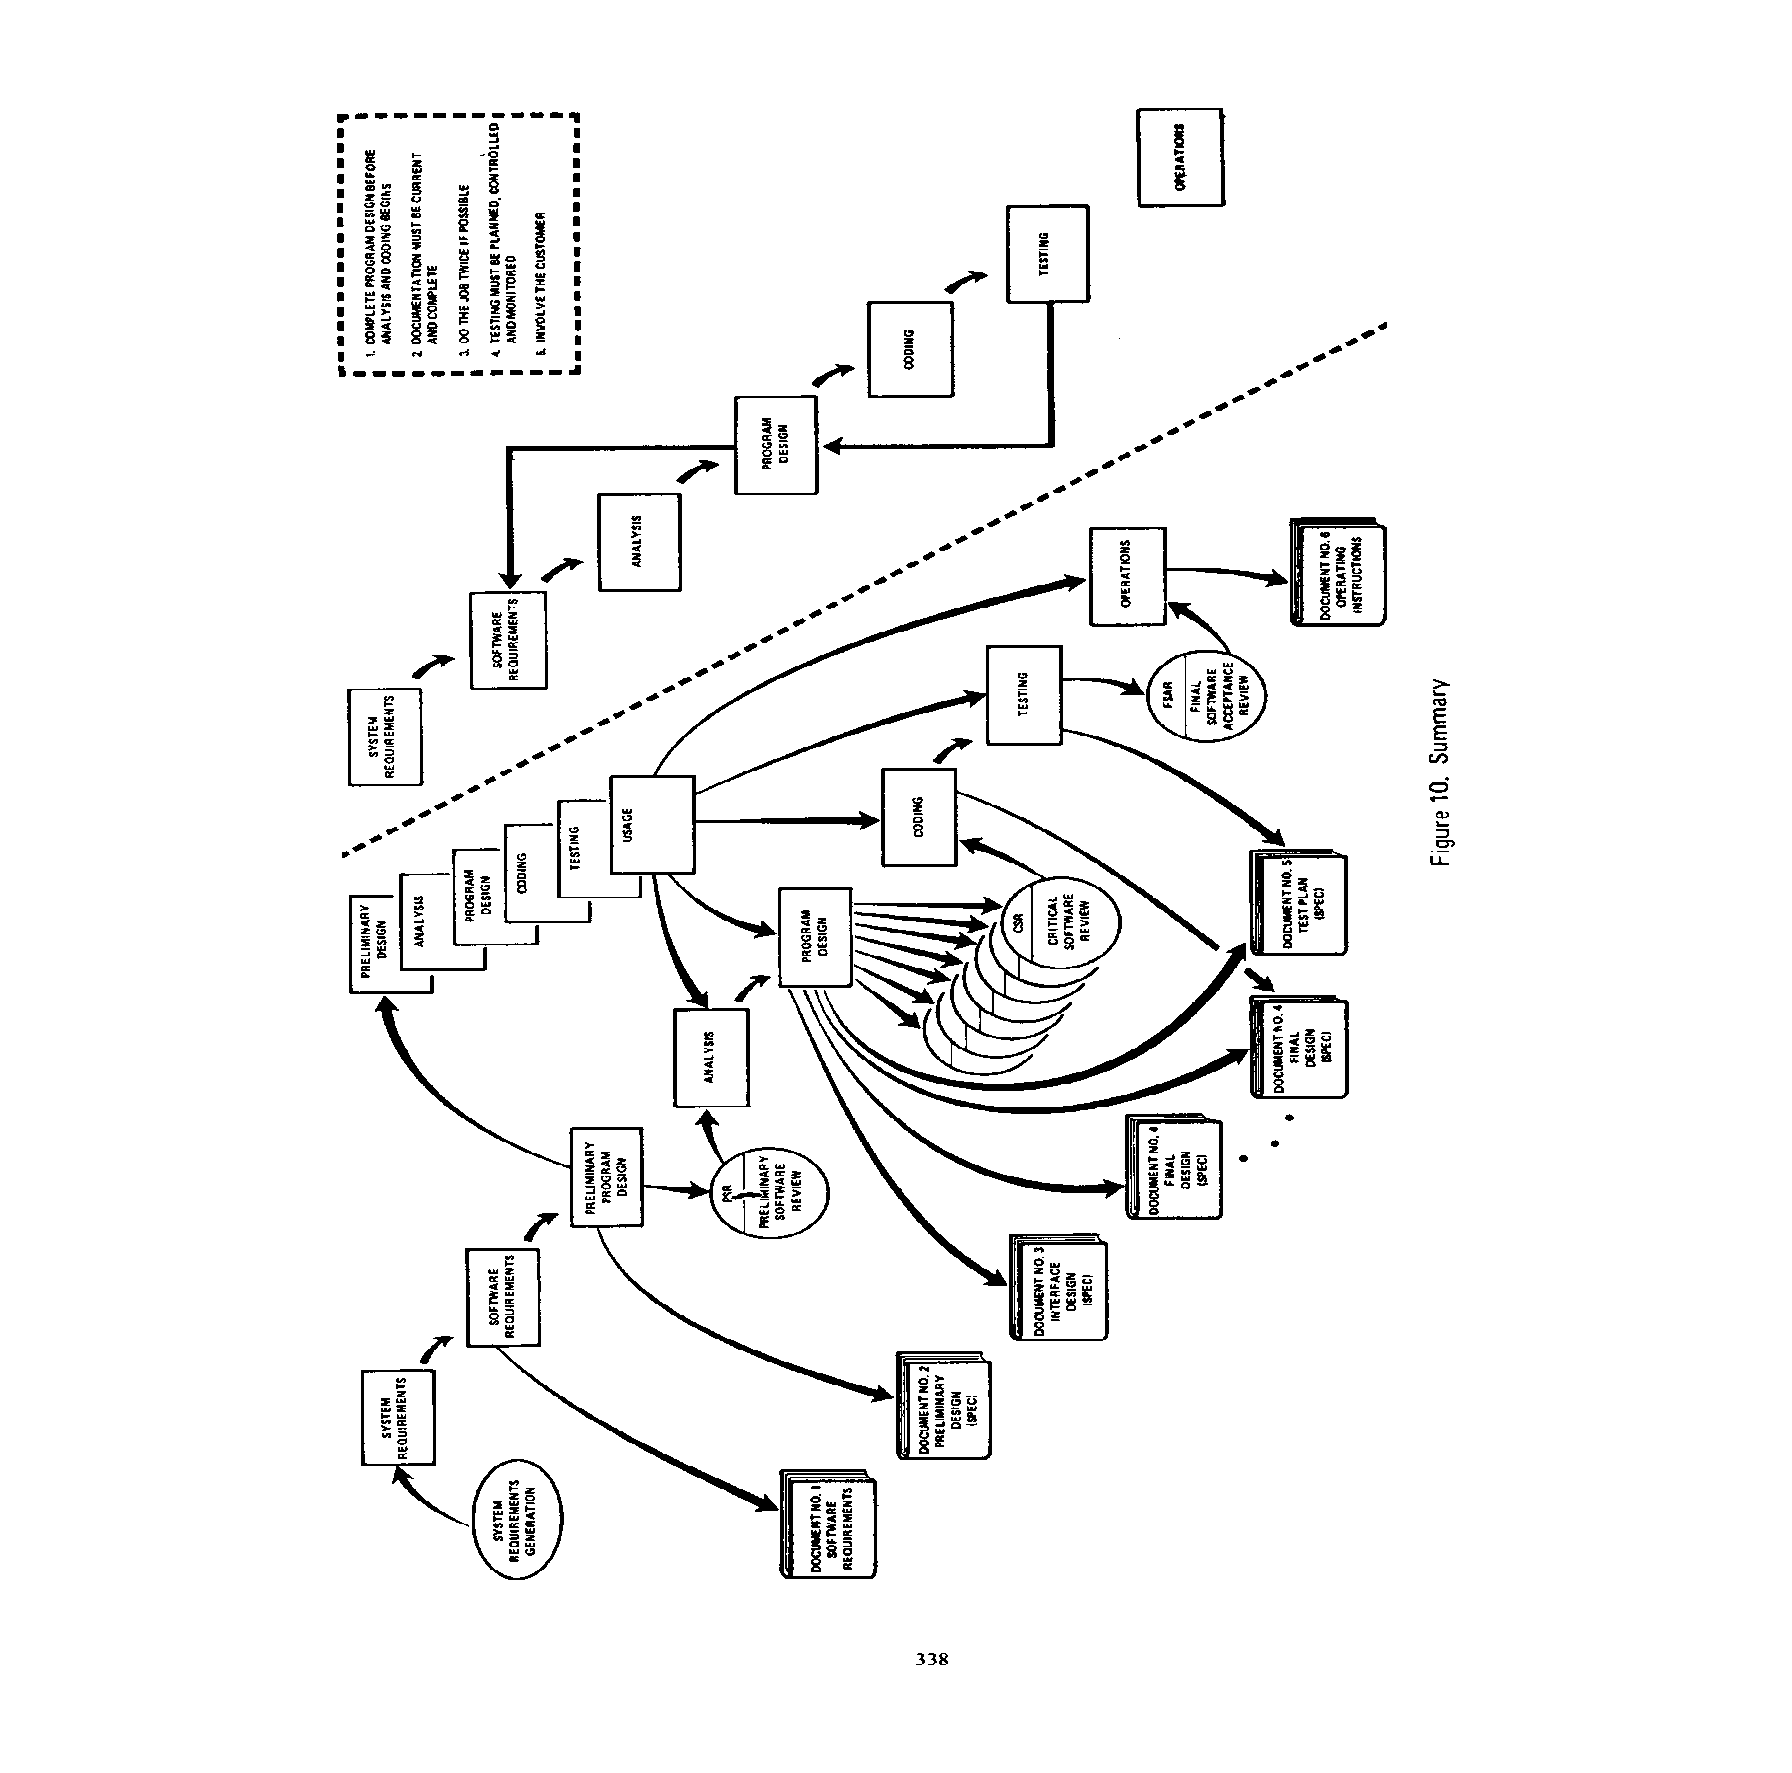 SYSTEM
REQUIREMENTS
GENERATION
SYSTEM
REQUIREMENTS
SOFTWARE
REQUIREMENTS
PRELIMINARY
PROGRAM
DESIGN
PSR
PRELIMINARY
SOFTWARE
REVIEW
PRELIMINARY
DESIGN
ANALYSIS
PROGRAM
DESIGN
CODING
TESTING
USAGE
ANALYSIS
PROGRAM
DESIGN
CSR
CRITICAL
SOFTWARE
REVIEW
CODING
TESTING
FSAR
FINAL
SOFTWARE
ACCEPTANCE
REVIEW
OPERATIONS
DOCUMENT NO. 1
SOFTWARE
REQUIREMENTS
DOCUMENT NO. 2
PRELIMINARY
DESIGN
(SPEC)
DOCUMENT NO. 3
INTERFACE
DESIGN
(SPEC)
DOCUMENT NO. 4
FINAL
DESIGN
(SPEC)
DOCUMENT NO. 4
FINAL
DESIGN
(SPEC)
DOCUMENT NO. 5
TEST PLAN
(SPEC)
DOCUMENT NO. 6
OPERATING
INSTRUCTIONS
SYSTEM
REQUIREMENTS
SOFTWARE
REQUIREMENTS
ANALYSIS
PROGRAM
DESIGN
CODING
TESTING
OPERATIONS
1. COMPLETE PROGRAM DESIGN BEFORE
ANALYSIS AND CODING BEGINS
2. DOCUMENTATION MUST BE CURRENT
AND COMPLETE
3. DO THE JOB TWICE IF POSSIBLE
4. TESTING MUST BE PLANNED, CONTROLLED
AND MONITORED
5. INVOLVE THE CUSTOMER
Figure 10. Summary
338